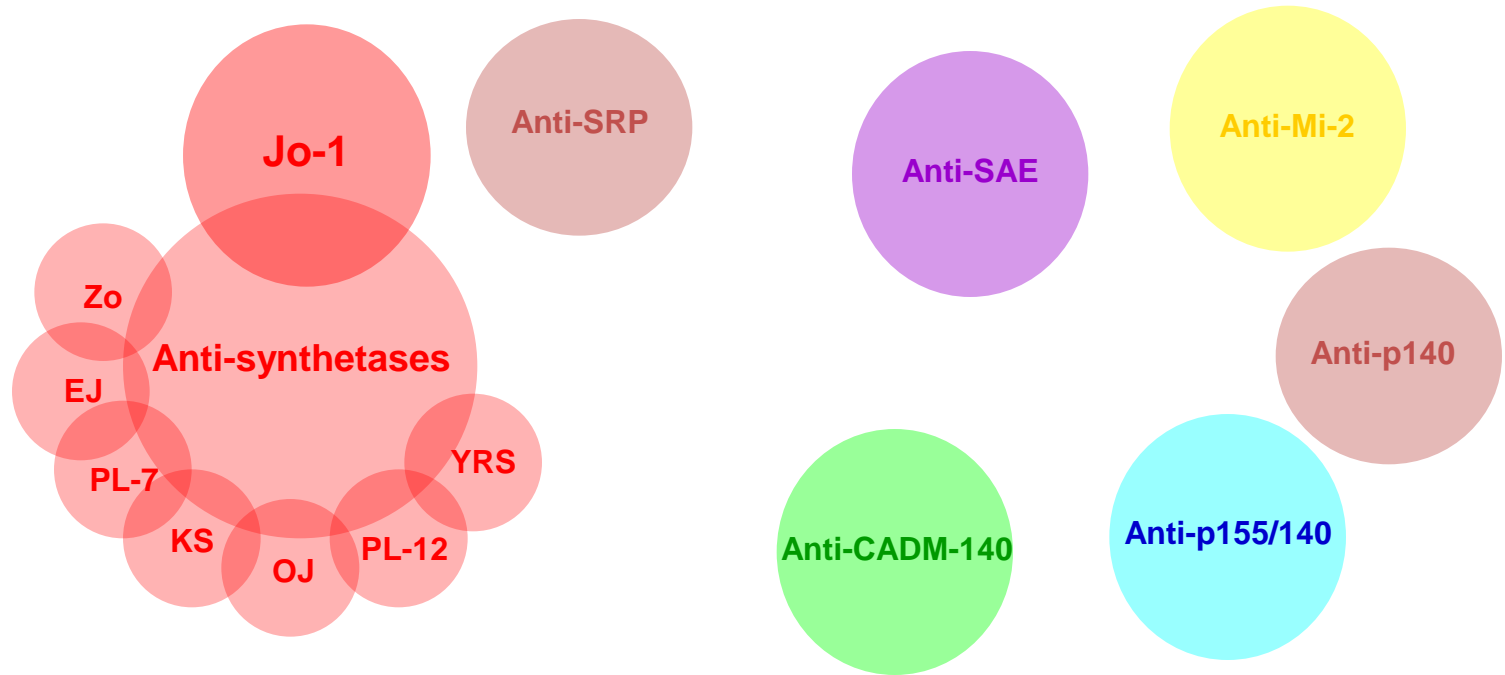 Jo-1
Anti-SRP
Anti-SAE
Anti-Mi-2
Zo
Anti-synthetases
Anti-p140
EJ
PL-7
YRS
KS
OJ
PL-12
Anti-CADM-140
Anti-p155/140